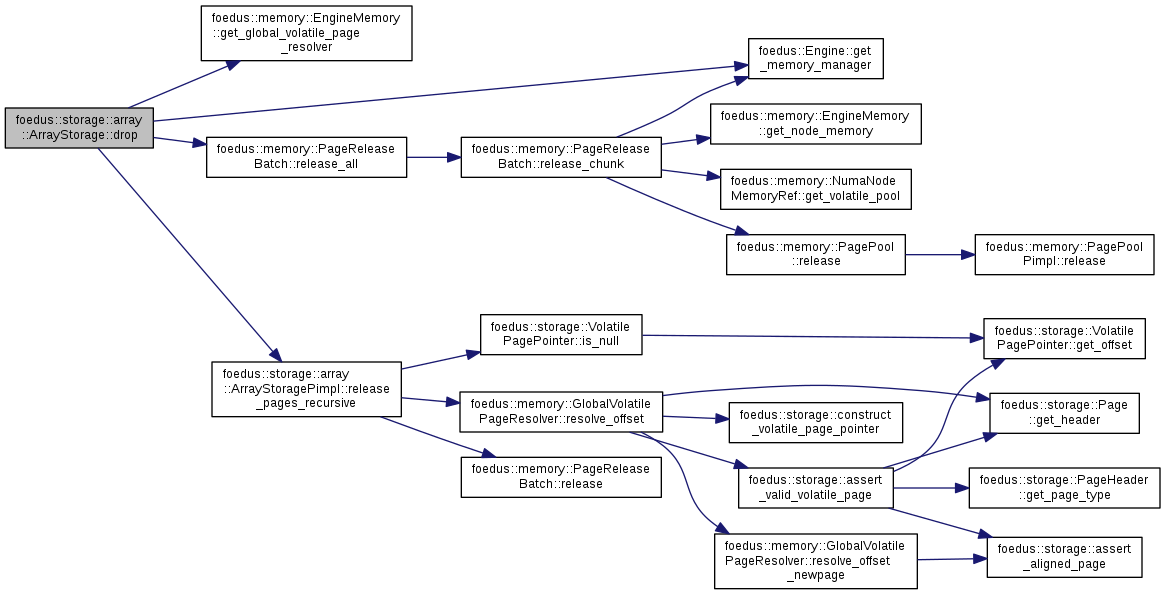 foedus::memory::EngineMemory
::get_global_volatile_page
_resolver
foedus::Engine::get
_memory_manager
foedus::storage::array
::ArrayStorage::drop
foedus::memory::EngineMemory
::get_node_memory
foedus::memory::PageRelease
Batch::release_all
foedus::memory::PageRelease
Batch::release_chunk
foedus::memory::NumaNode
MemoryRef::get_volatile_pool
foedus::memory::PagePool
::release
foedus::memory::PagePool
Pimpl::release
foedus::storage::Volatile
PagePointer::is_null
foedus::storage::Volatile
PagePointer::get_offset
foedus::storage::array
::ArrayStoragePimpl::release
_pages_recursive
foedus::memory::GlobalVolatile
PageResolver::resolve_offset
foedus::storage::construct
_volatile_page_pointer
foedus::storage::Page
::get_header
foedus::memory::PageRelease
Batch::release
foedus::storage::assert
_valid_volatile_page
foedus::storage::PageHeader
::get_page_type
foedus::memory::GlobalVolatile
PageResolver::resolve_offset
_newpage
foedus::storage::assert
_aligned_page